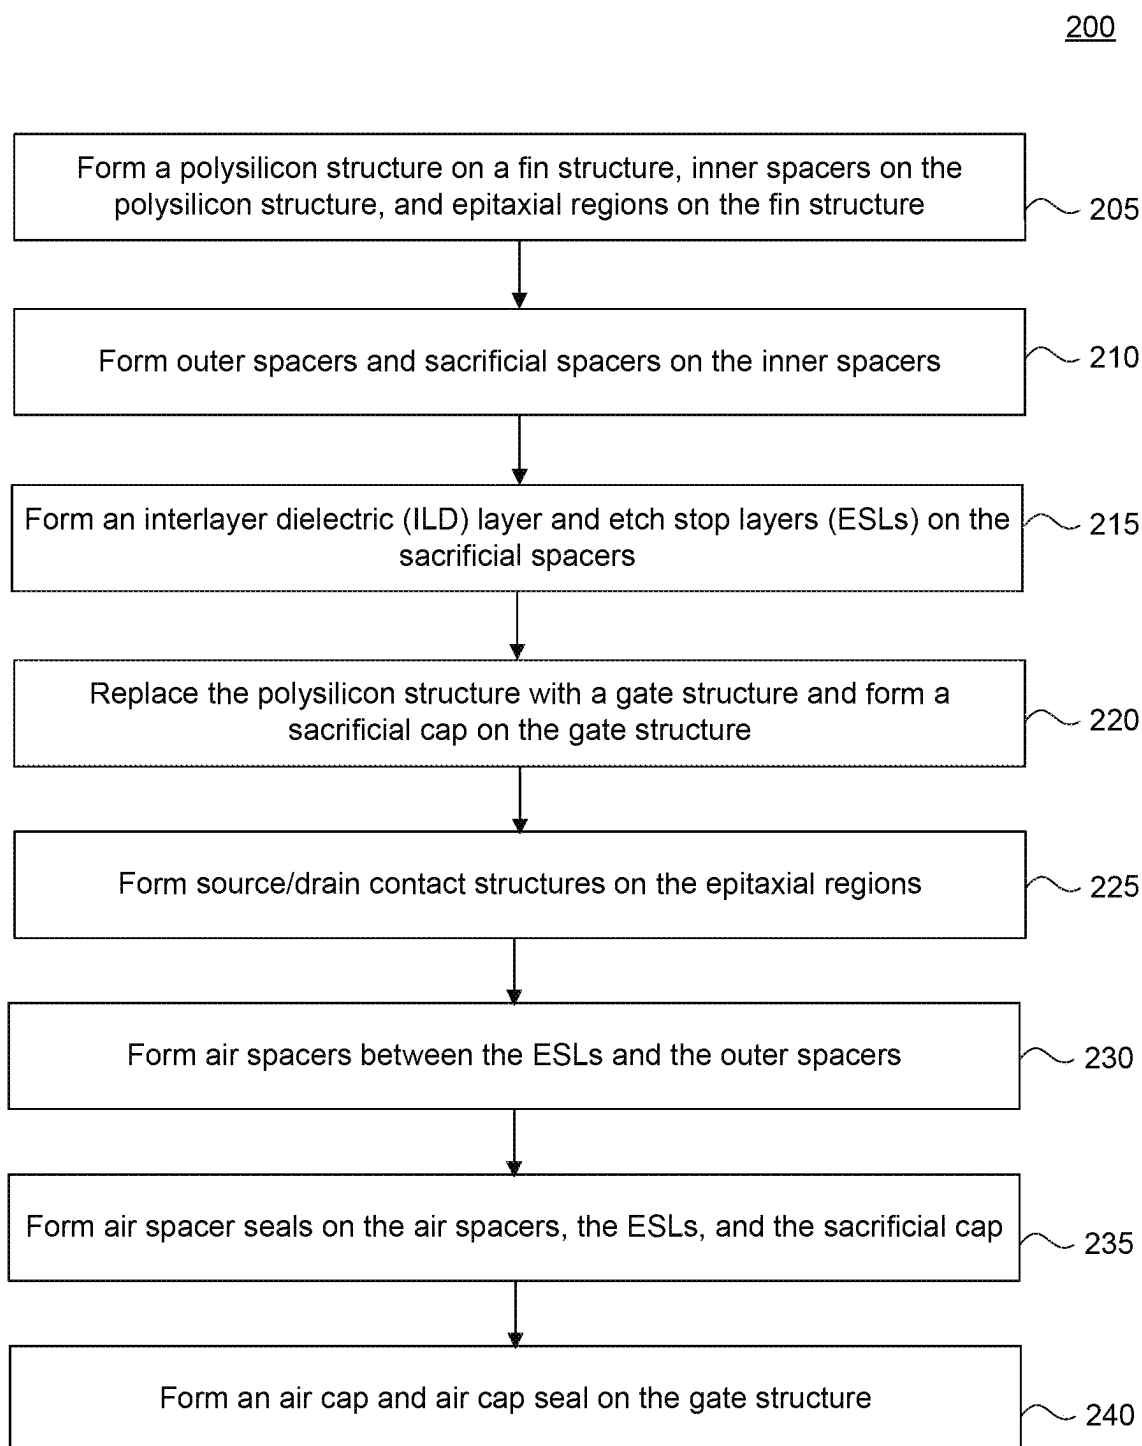 200
Form a polysilicon structure on a fin structure, inner spacers on the
polysilicon structure, and epitaxial regions on the fin structure
205
Form outer spacers and sacrificial spacers on the inner spacers
210
Form an interlayer dielectric (ILD) layer and etch stop layers (ESLs) on the
sacrificial spacers
215
Replace the polysilicon structure with a gate structure and form a
sacrificial cap on the gate structure
220
Form source/drain contact structures on the epitaxial regions
225
Form air spacers between the ESLs and the outer spacers
230
Form air spacer seals on the air spacers, the ESLs, and the sacrificial cap
235
Form an air cap and air cap seal on the gate structure
240